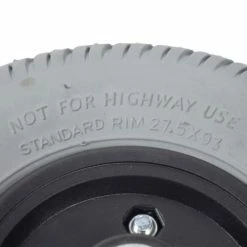 NOT FOR HIGHWAY USE
STANDARD RIM 27.5X93